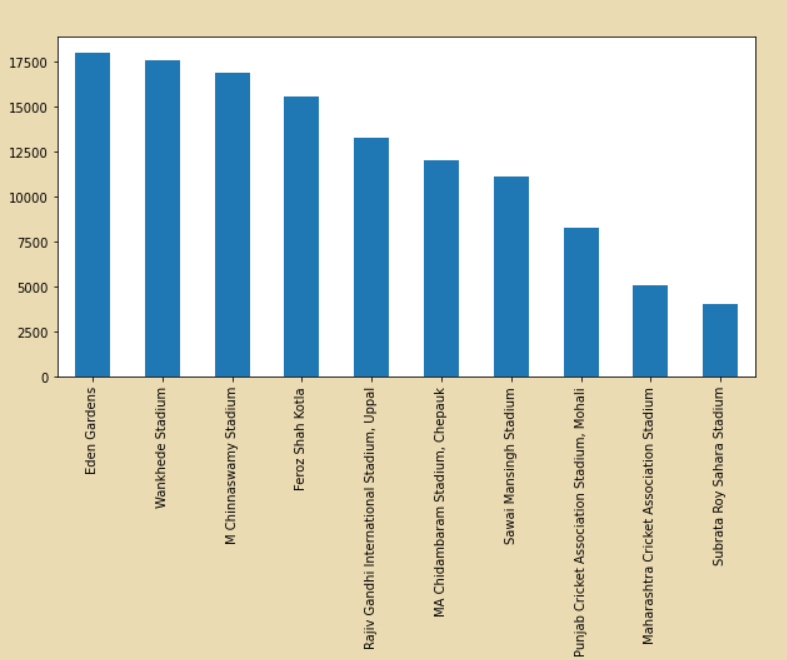 17500
15000
12500
10000
7500
5000
2500
0
Eden Gardens
Wankhede Stadium
M Chinnaswamy Stadium
Feroz Shah Kotla
Rajiv Gandhi International Stadium, Uppal
MA Chidambaram Stadium, Chepauk
Sawai Mansingh Stadium
Punjab Cricket Association Stadium, Mohali
Maharashtra Cricket Association Stadium
Subrata Roy Sahara Stadium